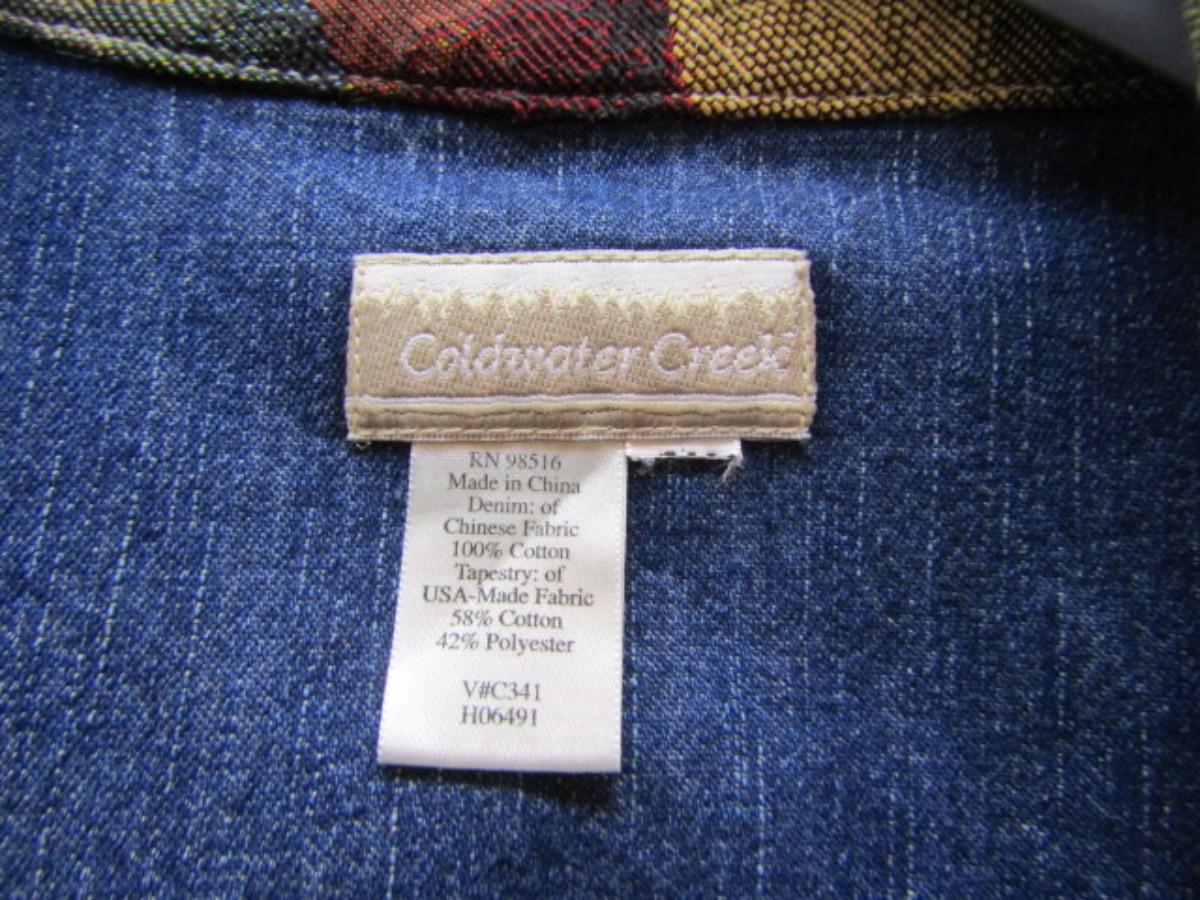 Coldwater Creek
RN 98516
Made in China
Denim: of
Chinese Fabric
100% Cotton
Tapestry: of
USA-Made Fabric
58% Cotton
42% Polyester
V#C341
H06491